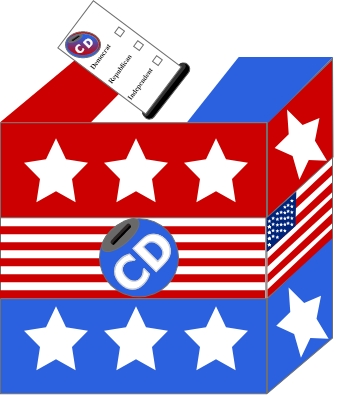 CD
Democrat
Republican
Independent
CD